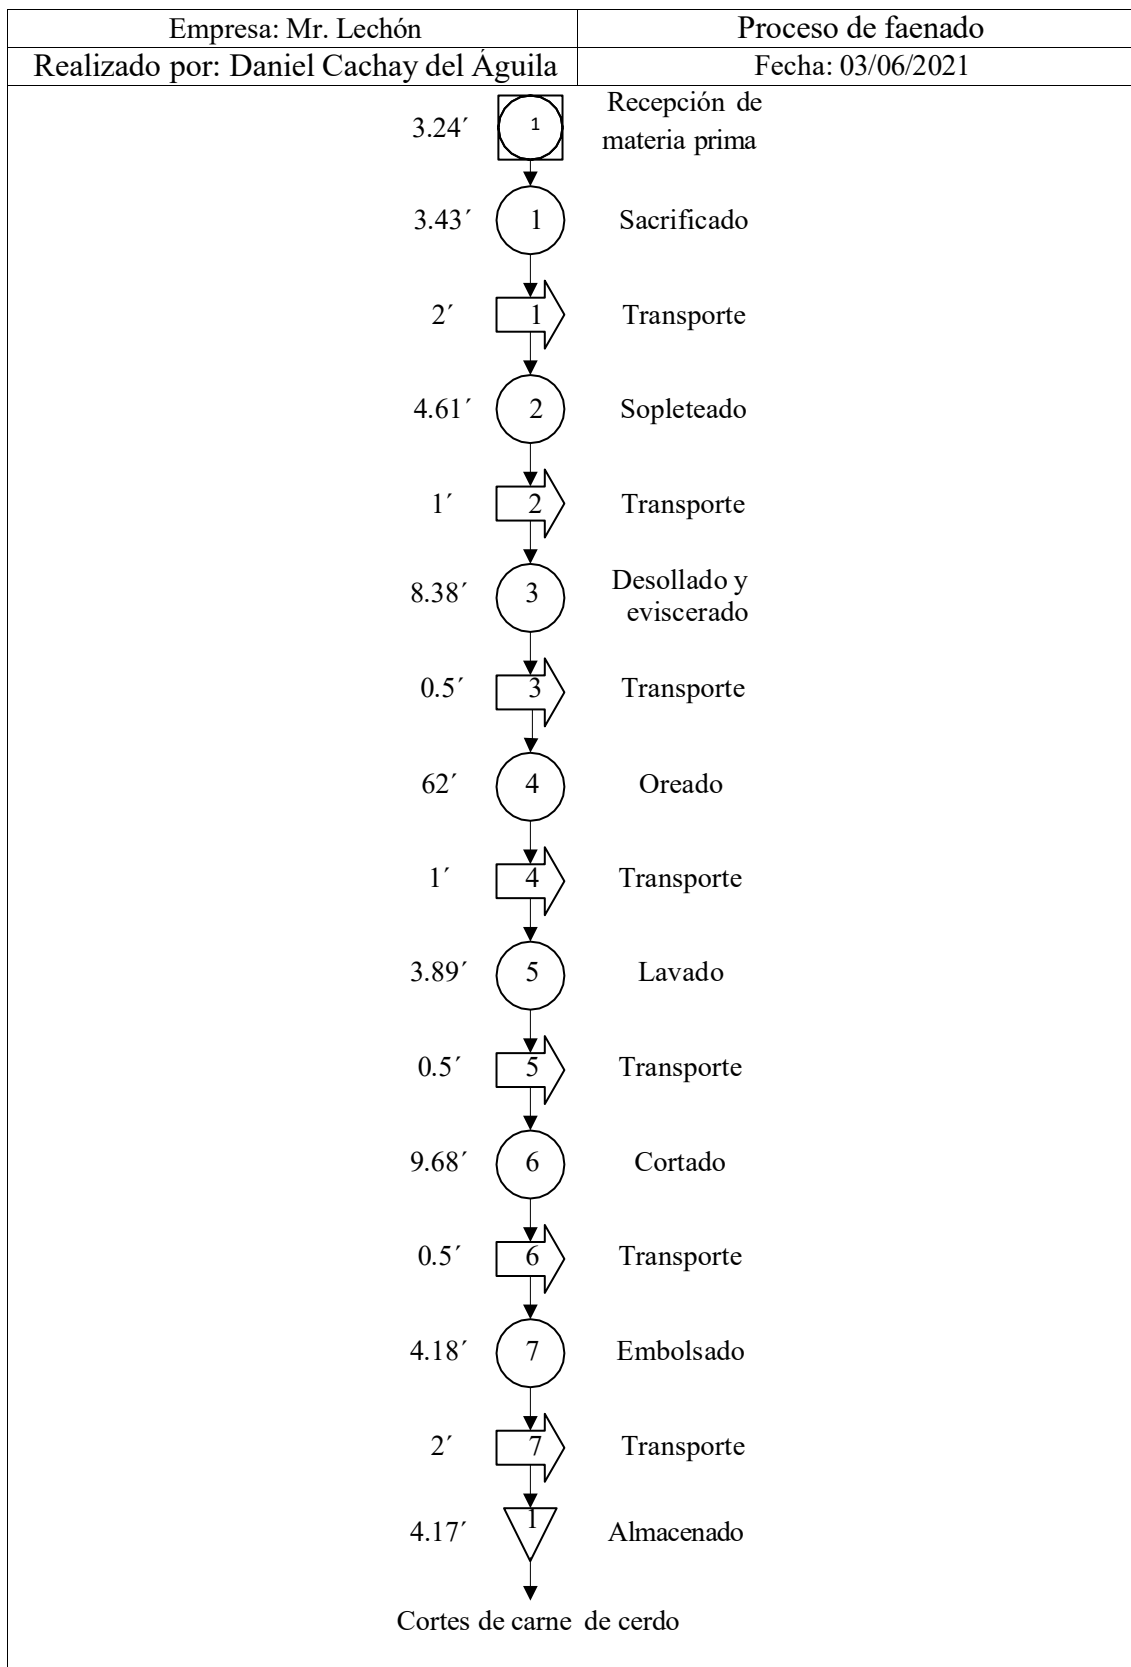 Empresa: Mr. Lechón
Proceso de faenado
Realizado por: Daniel Cachay del Águila
Fecha: 03/06/2021
3.24´
1
Recepción de
materia prima
3.43´
1
Sacrificado
2´
1
Transporte
4.61´
2
Sopleteado
1´
2
Transporte
8.38´
3
Desollado y
eviscerado
0.5´
3
Transporte
62´
4
Oreado
1´
4
Transporte
3.89´
5
Lavado
0.5´
5
Transporte
9.68´
6
Cortado
0.5´
6
Transporte
4.18´
7
Embolsado
2´
7
Transporte
4.17´
1
Almacenado
Cortes de carne de cerdo